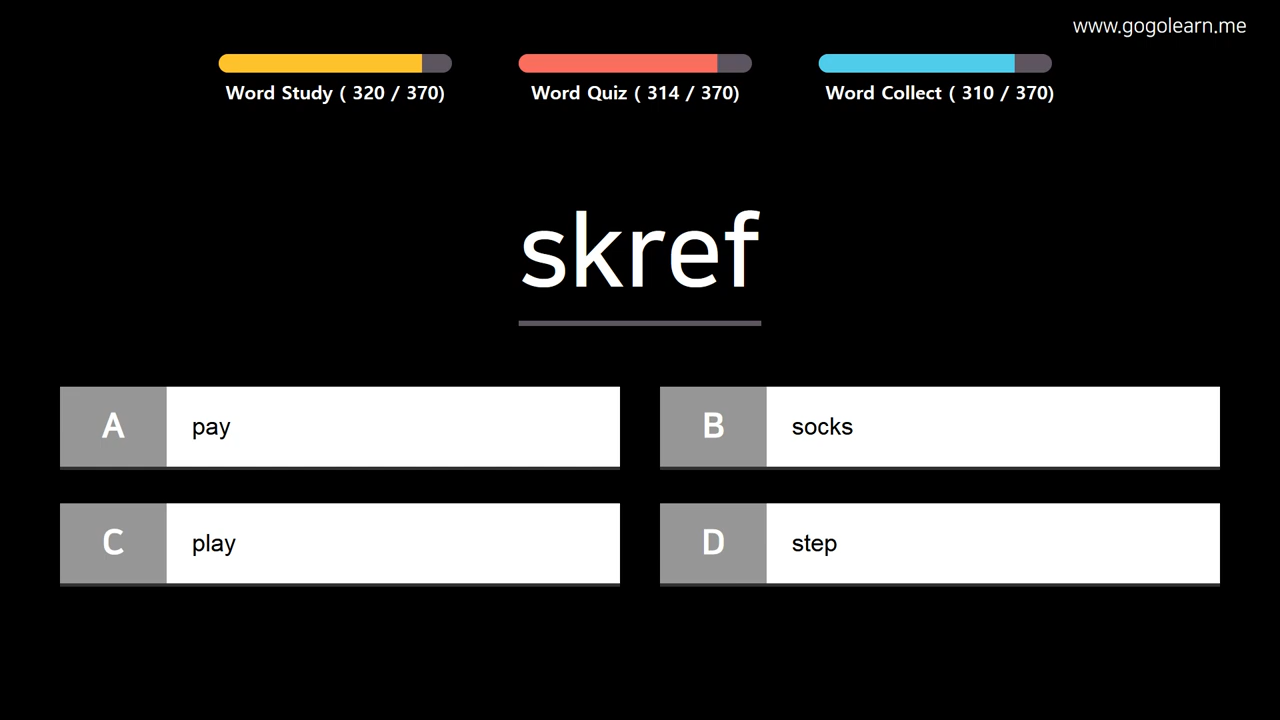 www.gogolearn.me
Word Study ( 320 / 370)
Word Quiz ( 314 / 370)
Word Collect ( 310 / 370)
skref
A pay
B socks
C play
D step